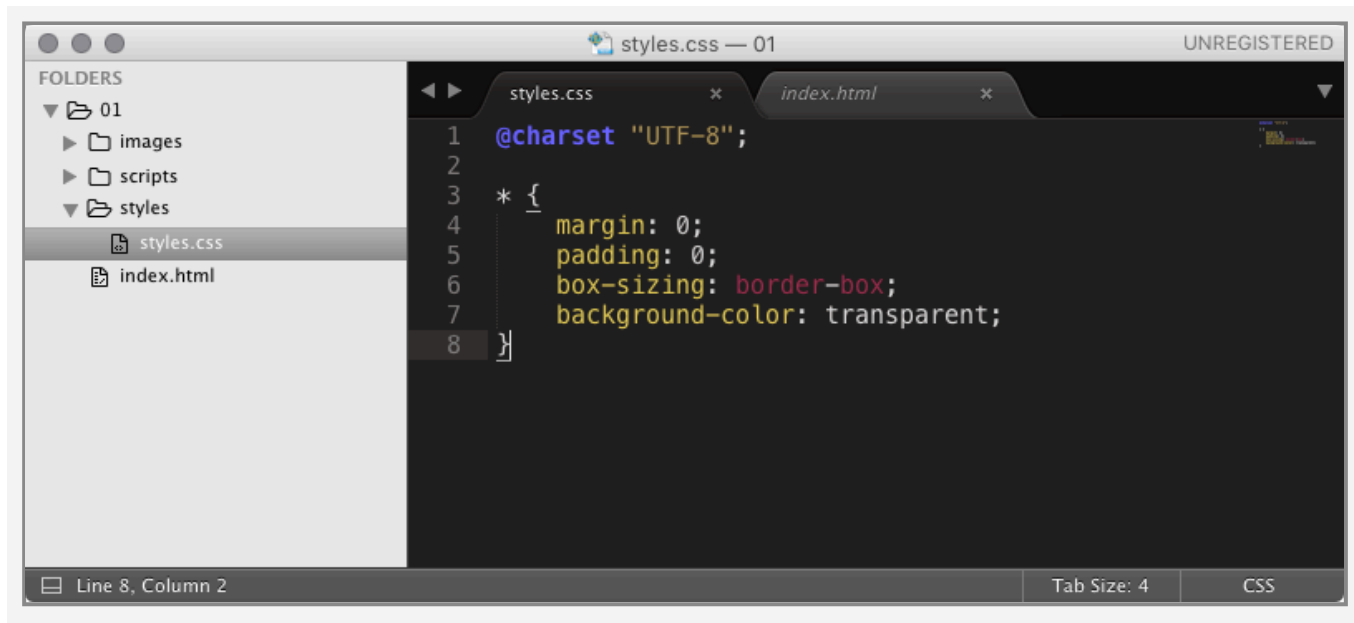 styles.css — 01
UNREGISTERED
FOLDERS
01
images
scripts
styles
styles.css
index.html
styles.css
index.html
1 @charset "UTF-8";
2
3 * {
4     margin: 0;
5     padding: 0;
6     box-sizing: border-box;
7     background-color: transparent;
8 }
Line 8, Column 2
Tab Size: 4
CSS